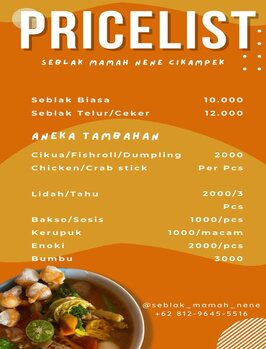 PRICELIST
SEBLAK MAMAH NENE CIKAMPEK
Seblak Biasa 10.000
Seblak Telur/Ceker 12.000
ANEKA TAMBAHAN
Cikua/Fishroll/Dumpling 2000
Chicken/Crab stick Per Pcs
Lidah/Tahu 2000/3
Pcs
Bakso/Sosis 1000/pcs
Kerupuk 1000/macam
Enoki 2000/pcs
Bumbu 3000
@seblak_mamah_nene
+62 812-9645-5516